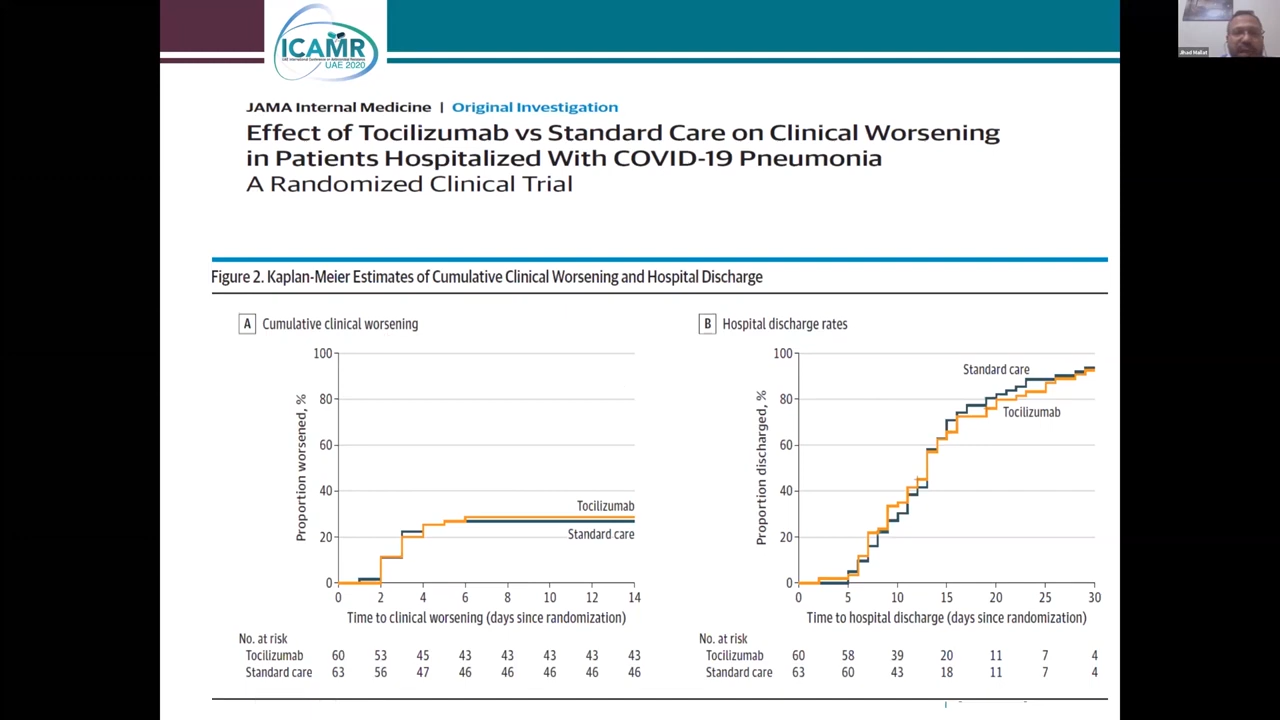 ICAMR
UAE 2020
Jihad Mallat
JAMA Internal Medicine | Original Investigation
Effect of Tocilizumab vs Standard Care on Clinical Worsening
in Patients Hospitalized With COVID-19 Pneumonia
A Randomized Clinical Trial
Figure 2. Kaplan-Meier Estimates of Cumulative Clinical Worsening and Hospital Discharge
A Cumulative clinical worsening
Proportion worsened, %
100
80
60
40
20
0
Tocilizumab
Standard care
0 2 4 6 8 10 12 14
Time to clinical worsening (days since randomization)
No. at risk
Tocilizumab 60 53 45 43 43 43 43 43
Standard care 63 56 47 46 46 46 46 46
B Hospital discharge rates
Proportion discharged, %
100
80
60
40
20
0
Standard care
Tocilizumab
0 5 10 15 20 25 30
Time to hospital discharge (days since randomization)
No. at risk
Tocilizumab 60 58 39 20 11 7 4
Standard care 63 60 43 18 11 7 4